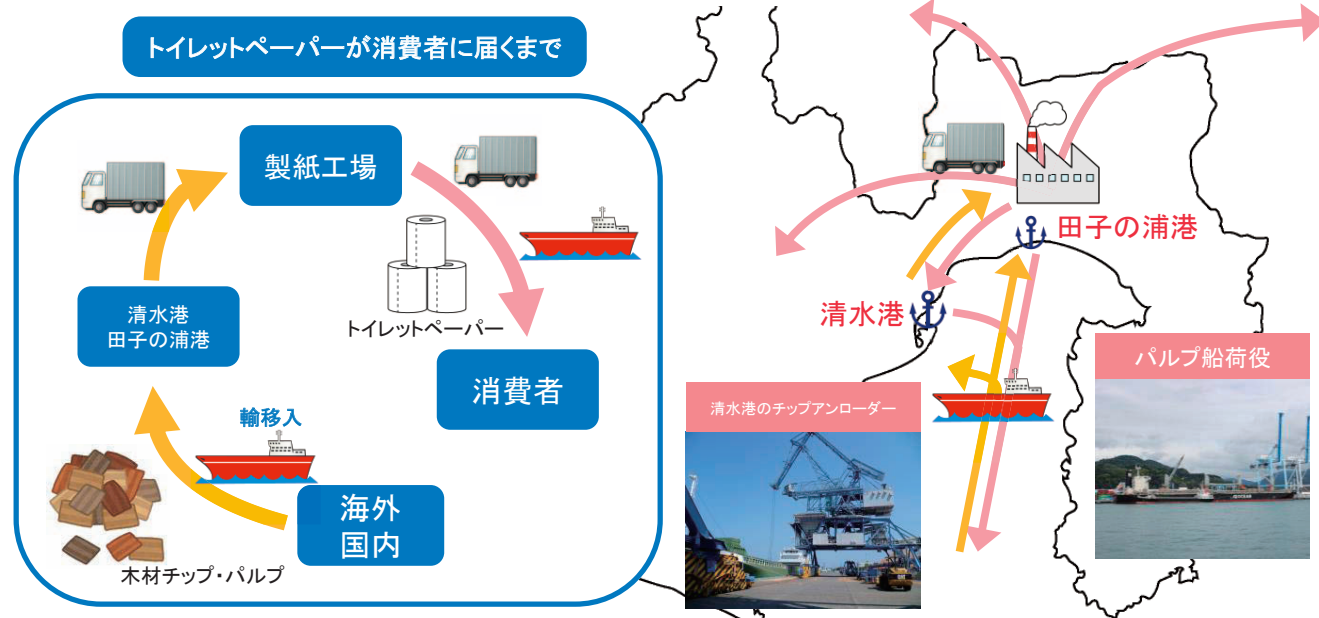 トイレットペーパーが消費者に届くまで
製紙工場
トイレットペーパー
清水港
田子の浦港
消費者
輸移入
海外
国内
木材チップ・パルプ
田子の浦港
清水港
清水港のチップアンローダー
パルプ船荷役